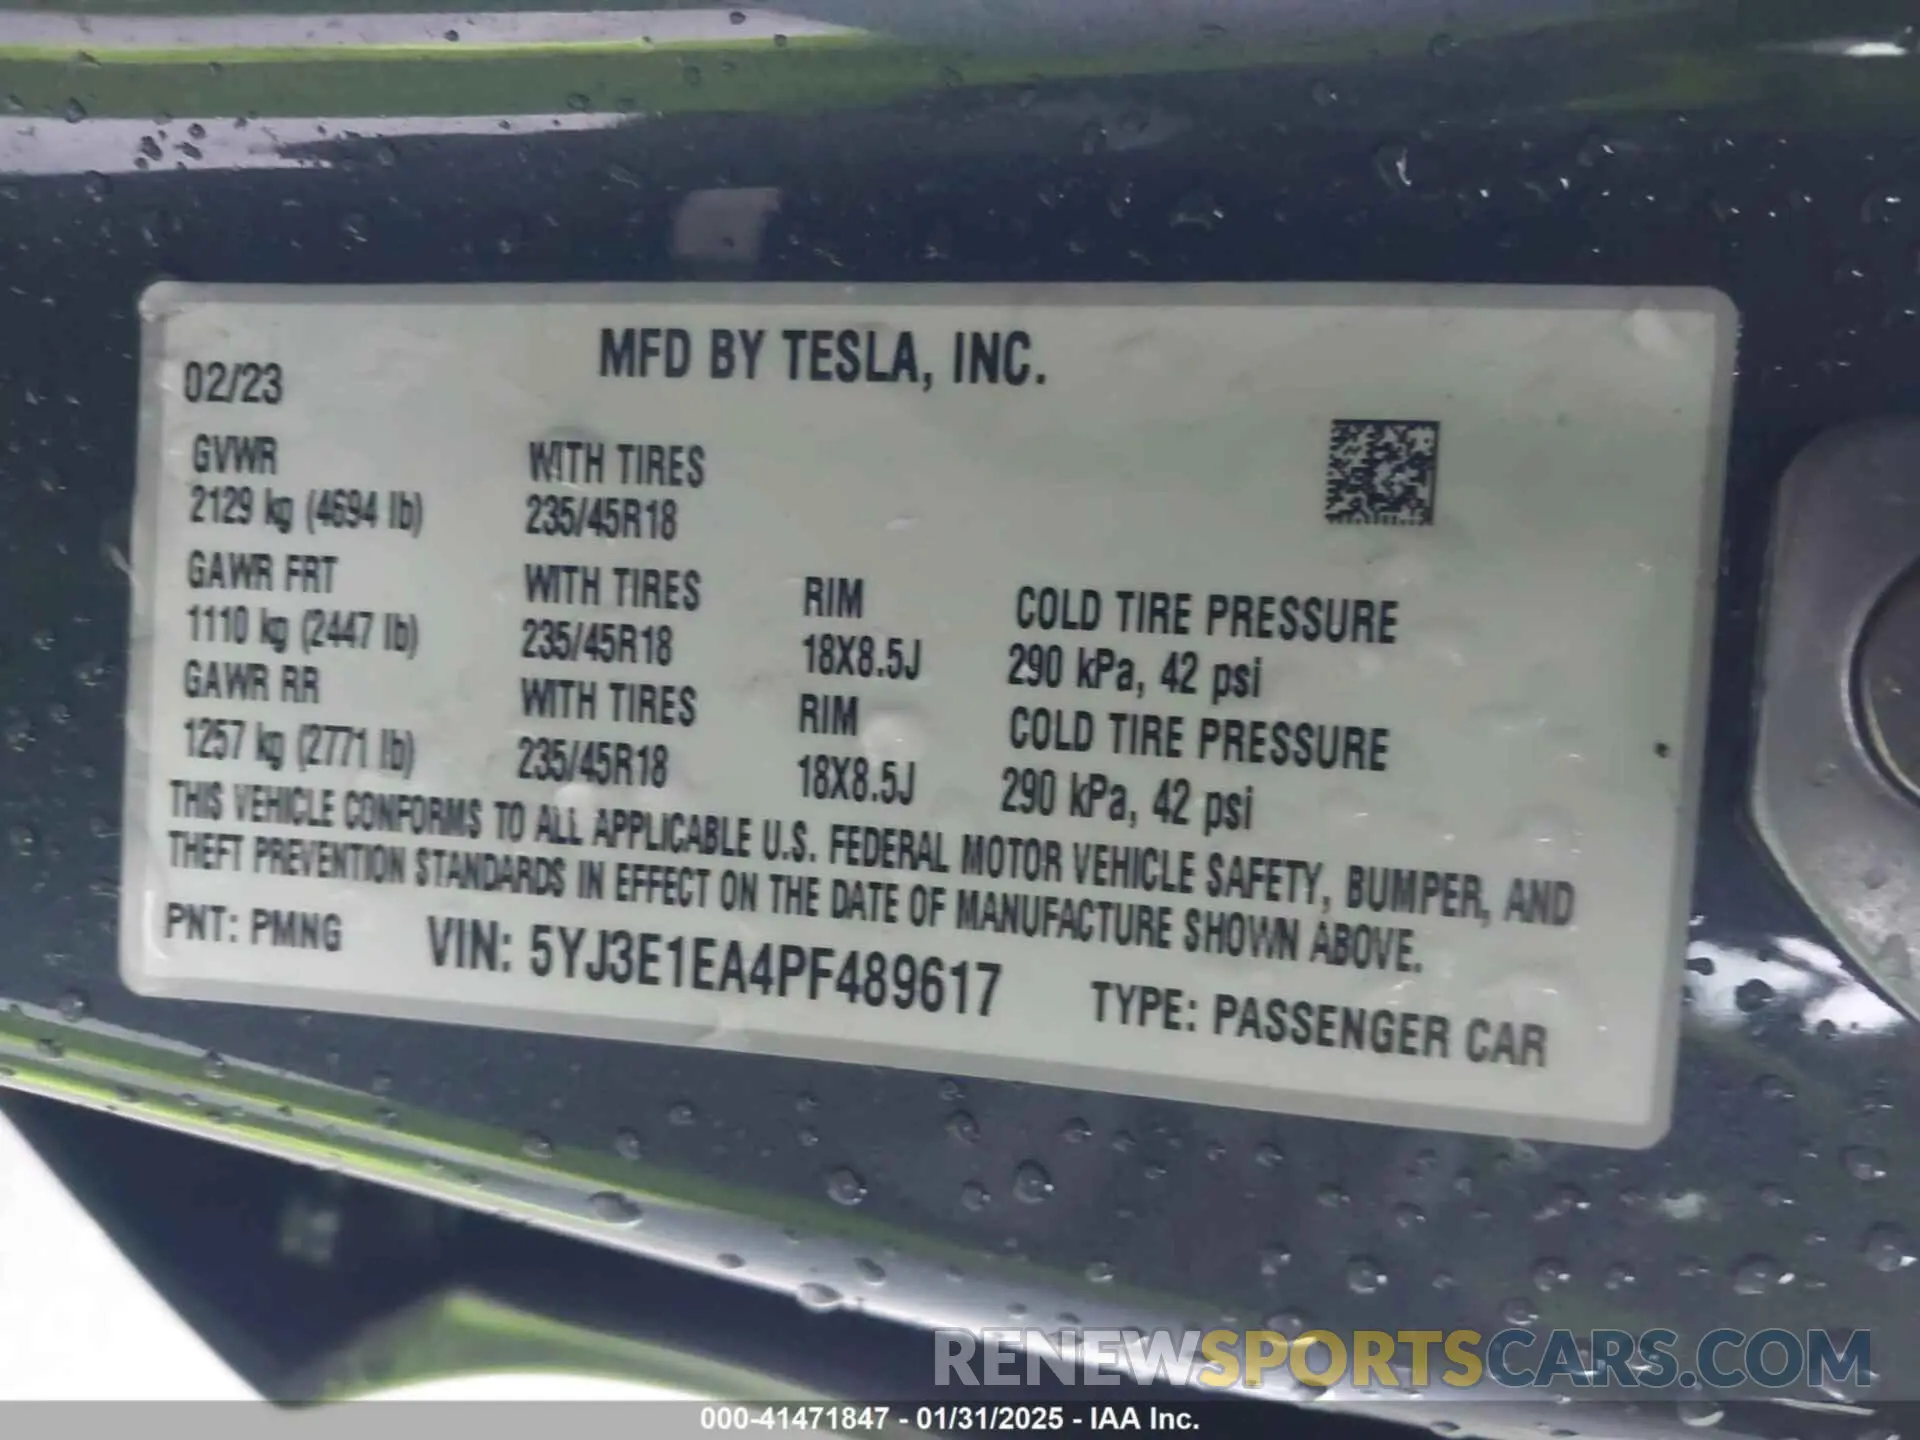 MFD BY TESLA, INC.
02/23
GVWR WITH TIRES
2129 kg (4694 lb) 235/45R18
GAWR FRT WITH TIRES RIM COLD TIRE PRESSURE
1110 kg (2447 lb) 235/45R18 18X8.5J 290 kPa, 42 psi
GAWR RR WITH TIRES RIM COLD TIRE PRESSURE
1257 kg (2771 lb) 235/45R18 18X8.5J 290 kPa, 42 psi
THIS VEHICLE CONFORMS TO ALL APPLICABLE U.S. FEDERAL MOTOR VEHICLE SAFETY, BUMPER, AND
THEFT PREVENTION STANDARDS IN EFFECT ON THE DATE OF MANUFACTURE SHOWN ABOVE.
PNT: PMNG VIN: 5YJ3E1EA4PF489617 TYPE: PASSENGER CAR
RENEWSPORTSCARS.COM
000-41471847 - 01/31/2025 - IAA Inc.